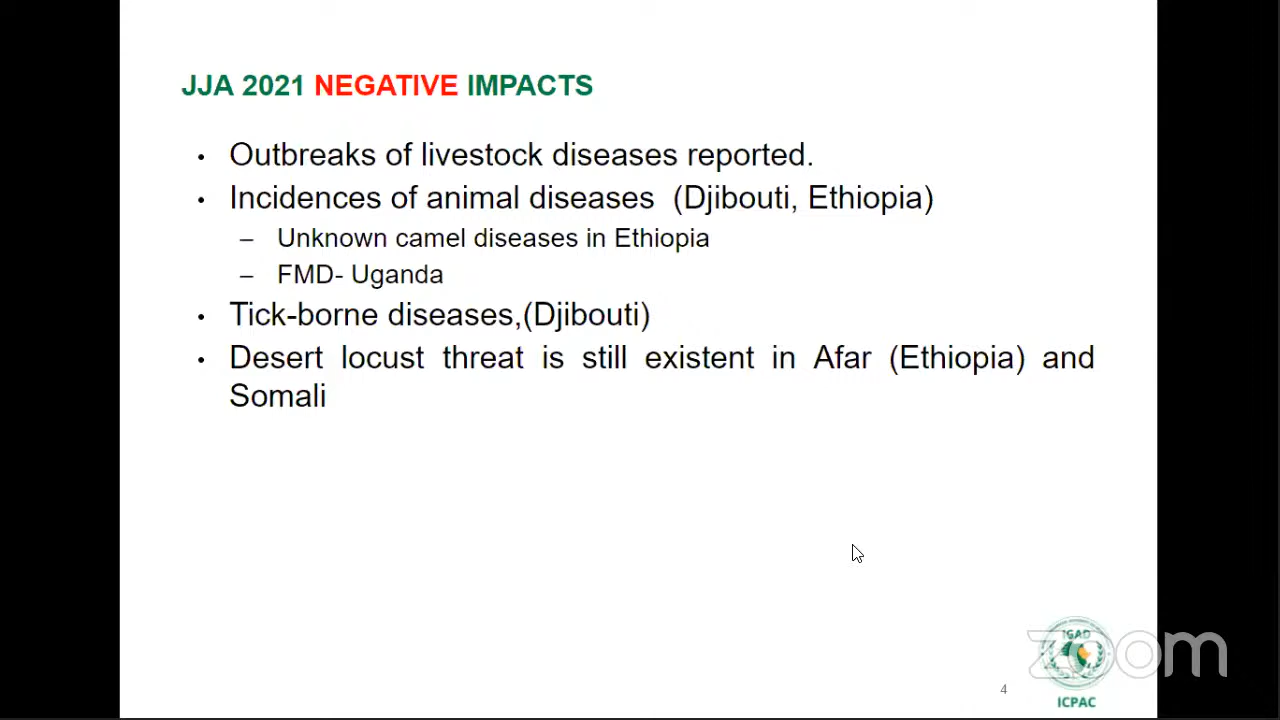 JJA 2021 NEGATIVE IMPACTS
• Outbreaks of livestock diseases reported.
• Incidences of animal diseases (Djibouti, Ethiopia)
– Unknown camel diseases in Ethiopia
– FMD- Uganda
• Tick-borne diseases,(Djibouti)
• Desert locust threat is still existent in Afar (Ethiopia) and
Somali
IGAD
zoom
4
ICPAC